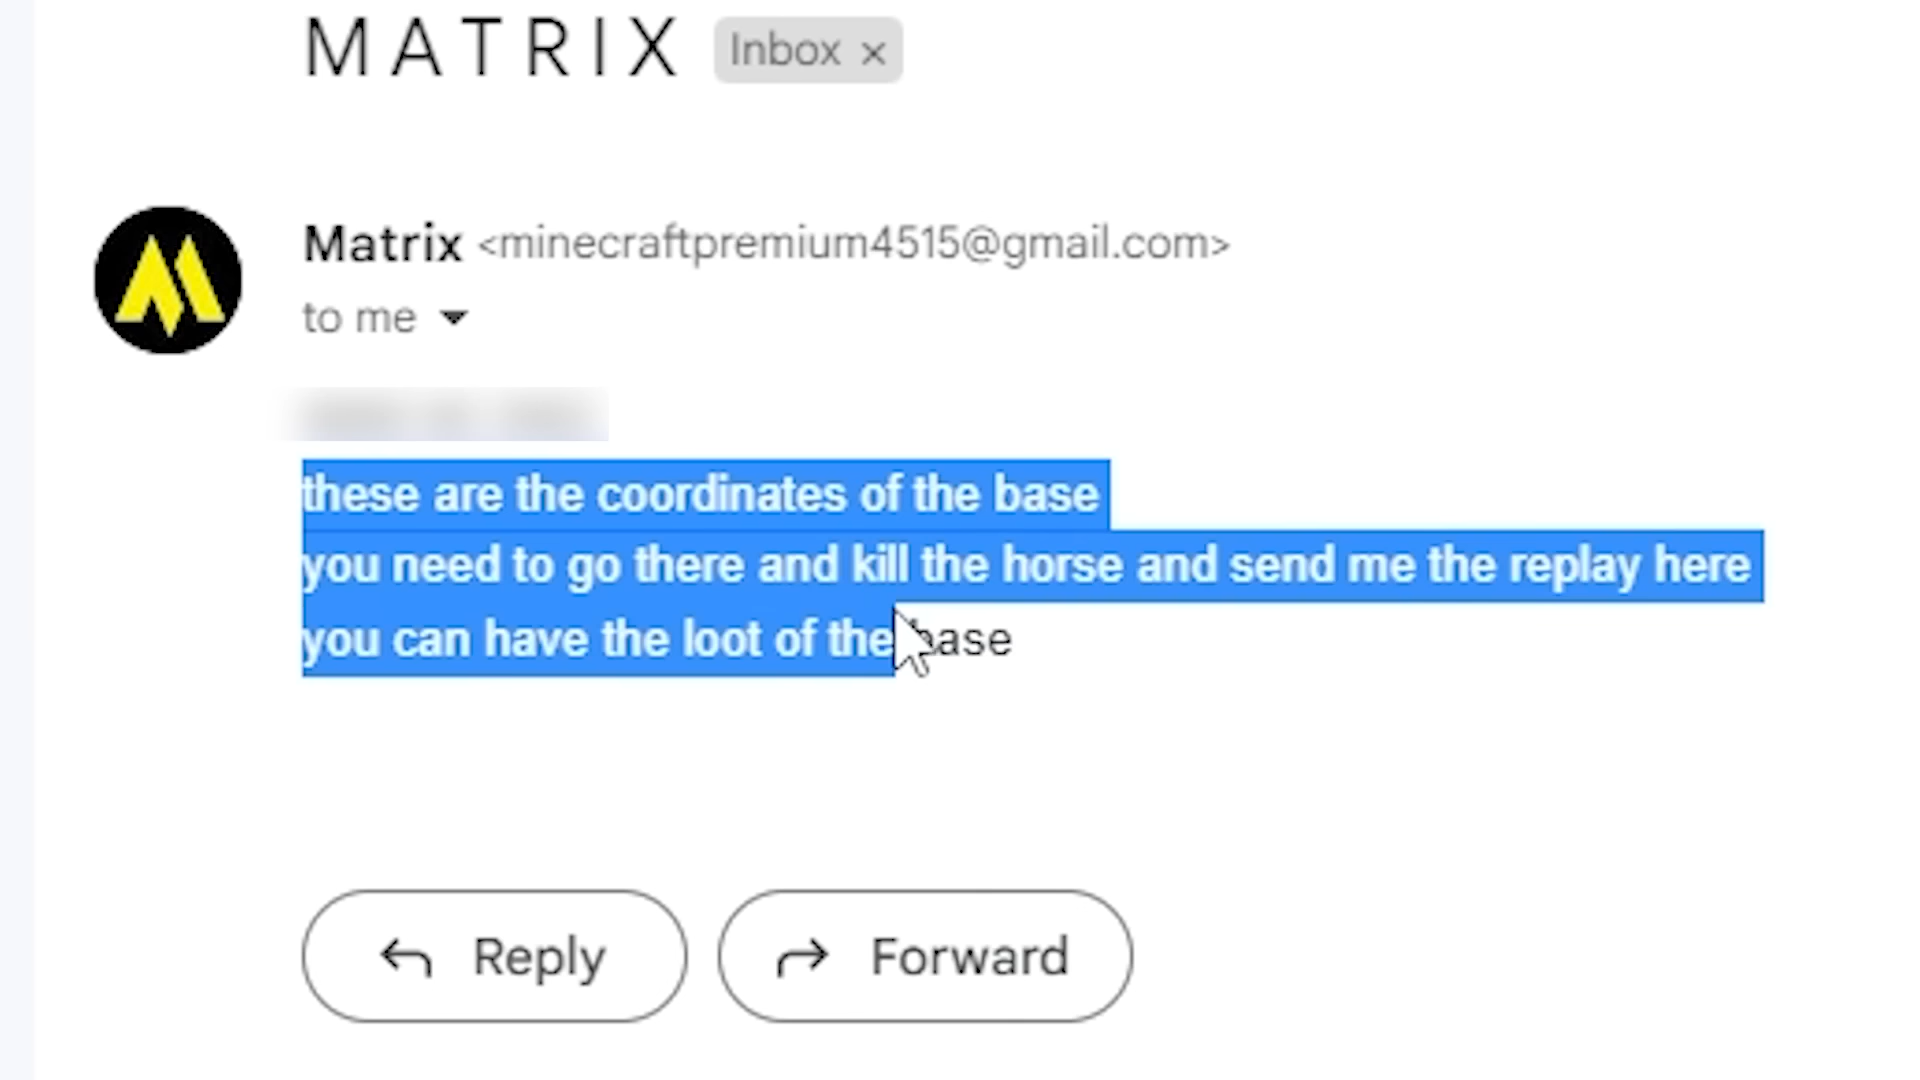 MATRIX Inbox ×
Matrix <minecraftpremium4515@gmail.com>
to me
these are the coordinates of the base
you need to go there and kill the horse and send me the replay here
you can have the loot of the base
Reply Forward